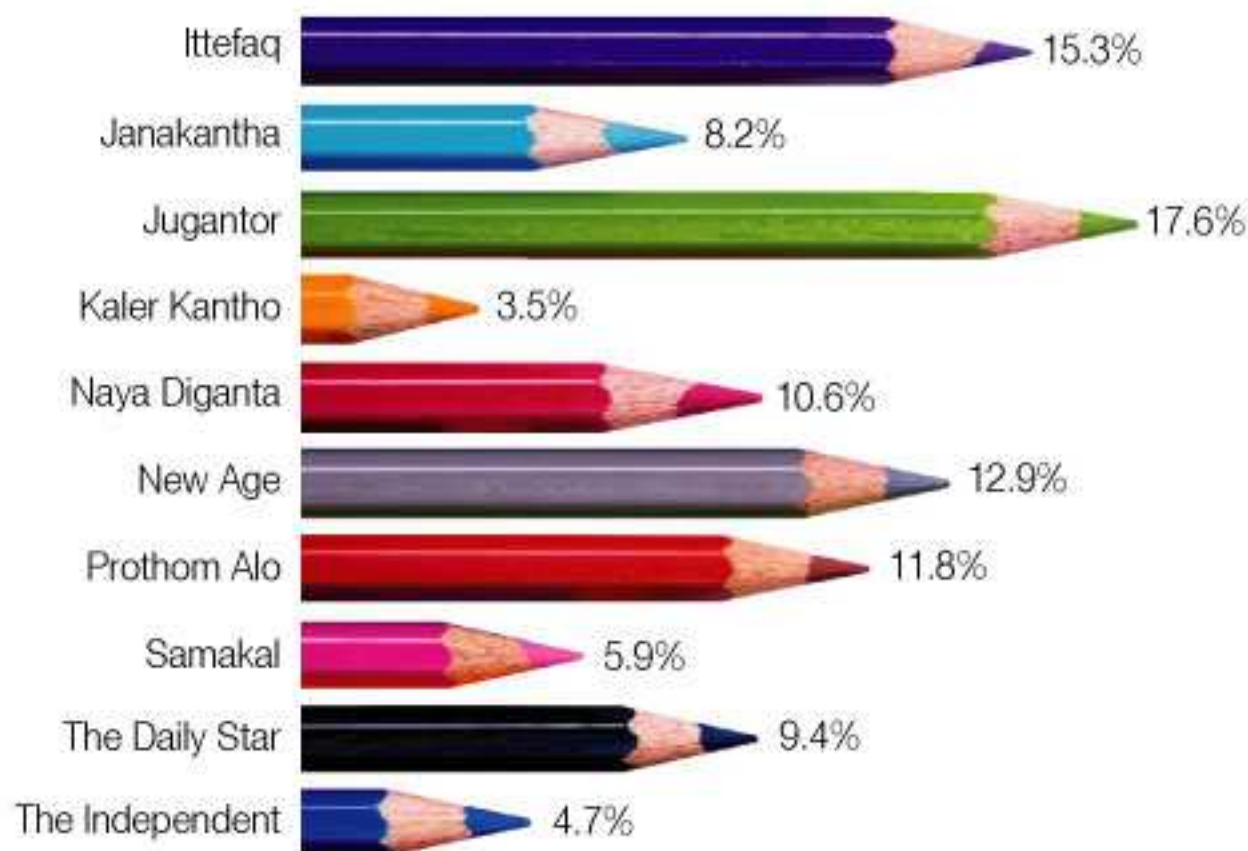 Ittefaq 15.3%
Janakantha 8.2%
Jugantor 17.6%
Kaler Kantho 3.5%
Naya Diganta 10.6%
New Age 12.9%
Prothom Alo 11.8%
Samakal 5.9%
The Daily Star 9.4%
The Independent 4.7%